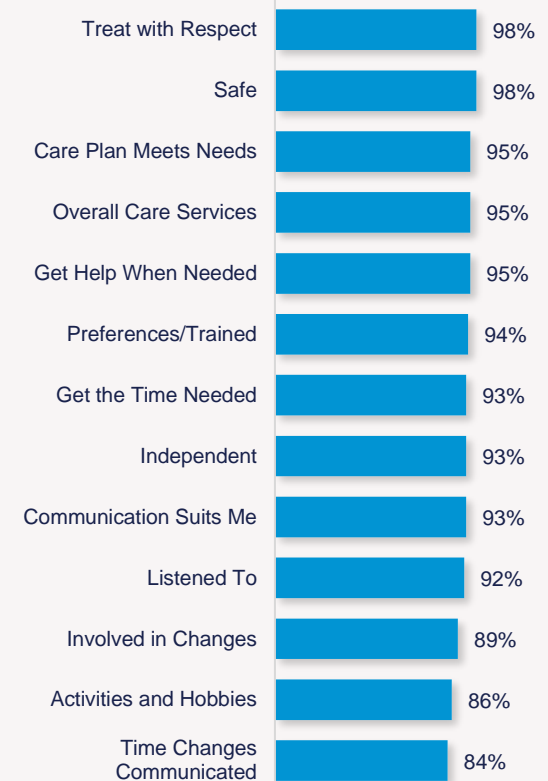 Treat with Respect 98%
Safe 98%
Care Plan Meets Needs 95%
Overall Care Services 95%
Get Help When Needed 95%
Preferences/Trained 94%
Get the Time Needed 93%
Independent 93%
Communication Suits Me 93%
Listened To 92%
Involved in Changes 89%
Activities and Hobbies 86%
Time Changes
Communicated 84%